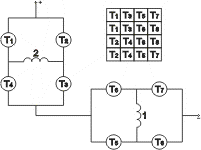 +
T₁ T₃ T₅ T₇
T₁ T₃ T₆ T₈
T₂ T₄ T₆ T₈
T₂ T₄ T₅ T₇
T₁ T₂
2
T₄ T₃
T₆ T₇
1
T₅ T₈
-